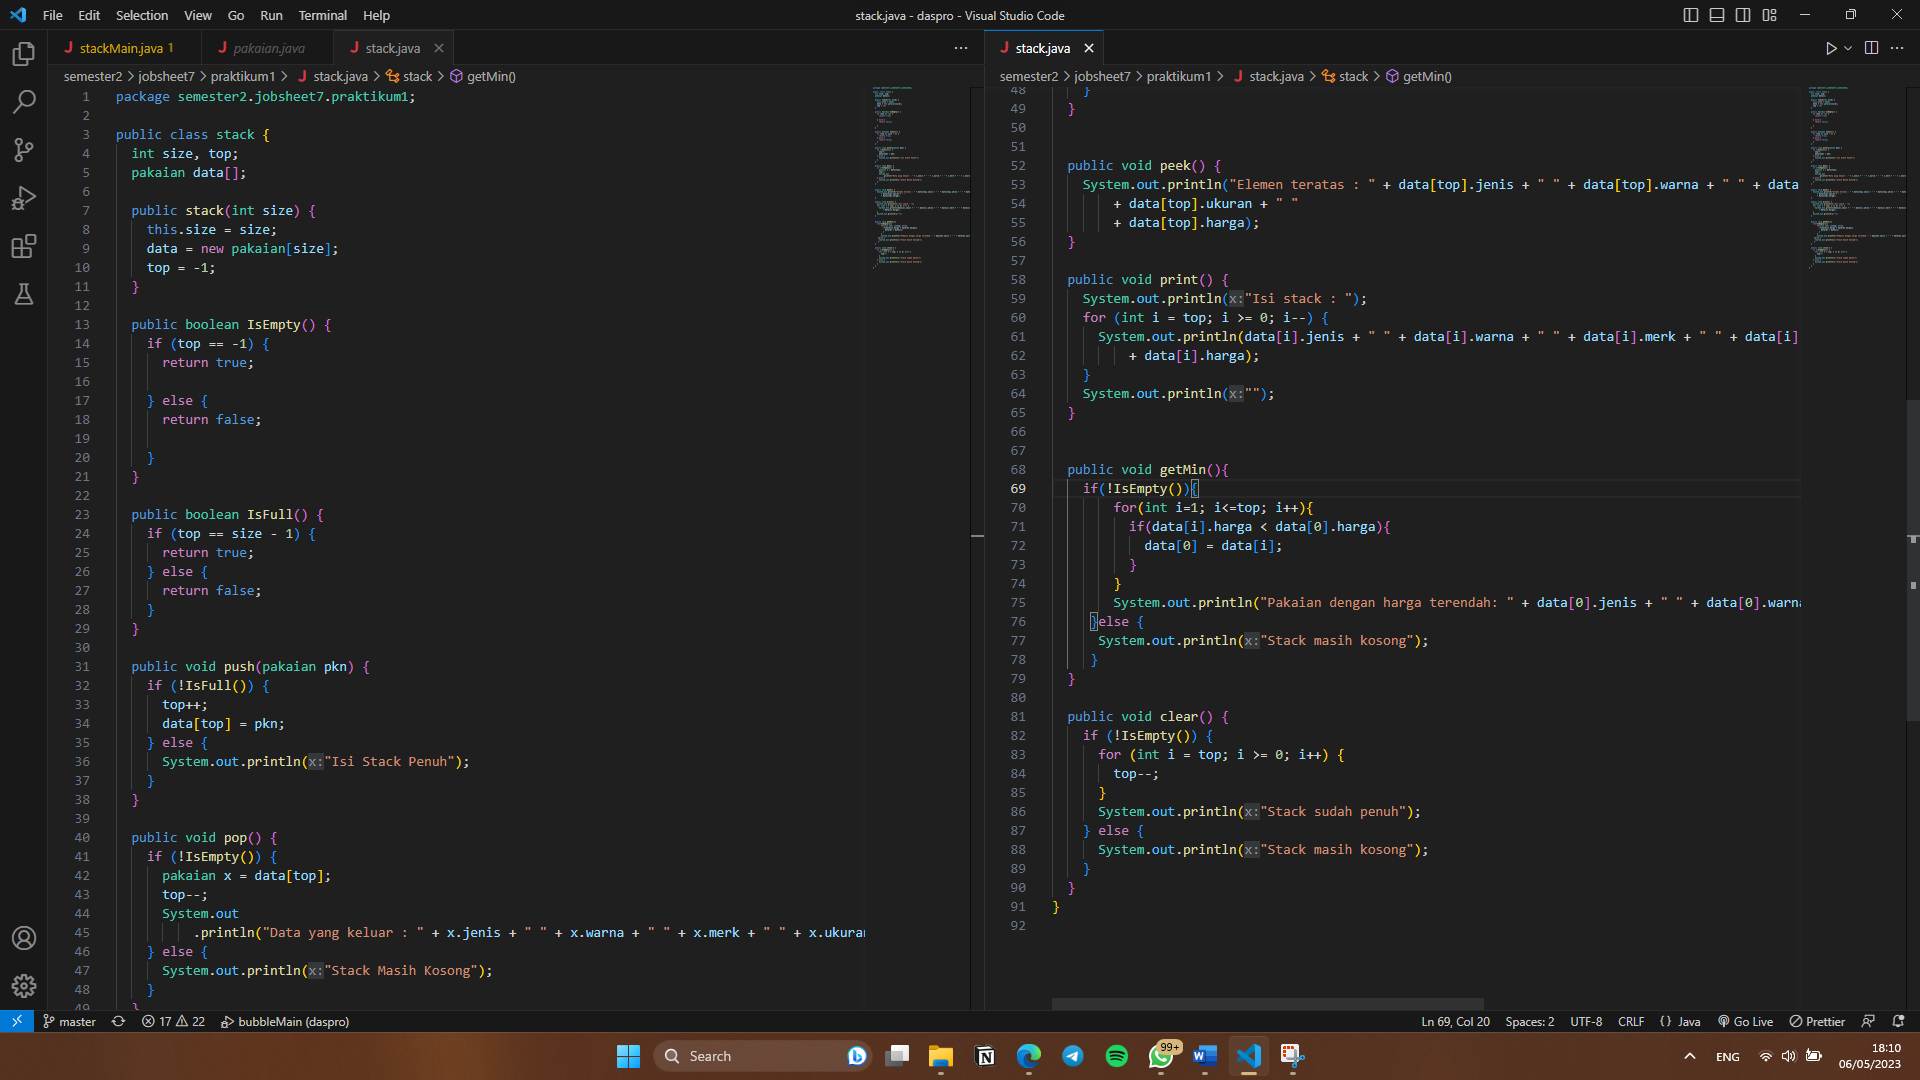 File Edit Selection View Go Run Terminal Help
stack.java - daspro - Visual Studio Code
stackMain.java 1
pakaian.java
stack.java
semester2 > jobsheet7 > praktikum1 > stack.java > stack > getMin()
1 package semester2.jobsheet7.praktikum1;
2
3 public class stack {
4 int size, top;
5 pakaian data[];
6
7 public stack(int size) {
8 this.size = size;
9 data = new pakaian[size];
10 top = -1;
11 }
12
13 public boolean IsEmpty() {
14 if (top == -1) {
15 return true;
16
17 } else {
18 return false;
19
20 }
21 }
22
23 public boolean IsFull() {
24 if (top == size - 1) {
25 return true;
26 } else {
27 return false;
28 }
29 }
30
31 public void push(pakaian pkn) {
32 if (!IsFull()) {
33 top++;
34 data[top] = pkn;
35 } else {
36 System.out.println(x:"Isi Stack Penuh");
37 }
38 }
39
40 public void pop() {
41 if (!IsEmpty()) {
42 pakaian x = data[top];
43 top--;
44 System.out
45 .println("Data yang keluar : " + x.jenis + " " + x.warna + " " + x.merk + " " + x.ukuran
46 } else {
47 System.out.println(x:"Stack Masih Kosong");
48 }
49 }
stack.java
semester2 > jobsheet7 > praktikum1 > stack.java > stack > getMin()
48 }
49 }
50
51
52 public void peek() {
53 System.out.println("Elemen teratas : " + data[top].jenis + " " + data[top].warna + " " + data
54 + data[top].ukuran + " "
55 + data[top].harga);
56 }
57
58 public void print() {
59 System.out.println(x:"Isi stack : ");
60 for (int i = top; i >= 0; i--) {
61 System.out.println(data[i].jenis + " " + data[i].warna + " " + data[i].merk + " " + data[i]
62 + data[i].harga);
63 }
64 System.out.println(x:"");
65 }
66
67
68 public void getMin(){
69 if(!IsEmpty()){
70 for(int i=1; i<=top; i++){
71 if(data[i].harga < data[0].harga){
72 data[0] = data[i];
73 }
74 }
75 System.out.println("Pakaian dengan harga terendah: " + data[0].jenis + " " + data[0].warna
76 }else {
77 System.out.println(x:"Stack masih kosong");
78 }
79 }
80
81 public void clear() {
82 if (!IsEmpty()) {
83 for (int i = top; i >= 0; i++) {
84 top--;
85 }
86 System.out.println(x:"Stack sudah penuh");
87 } else {
88 System.out.println(x:"Stack masih kosong");
89 }
90 }
91 }
92
master 17 22 bubbleMain (daspro)
Ln 69, Col 20 Spaces: 2 UTF-8 CRLF {} Java Go Live Prettier
Search
99+
ENG
18:10
06/05/2023